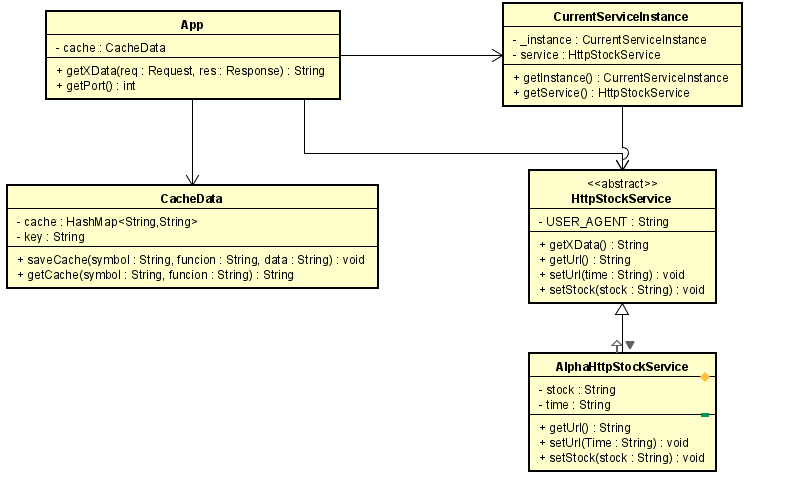 App
- cache : CacheData
+ getXData(req : Request, res : Response) : String
+ getPort() : int
CurrentServiceInstance
- _instance : CurrentServiceInstance
- service : HttpStockService
+ getInstance() : CurrentServiceInstance
+ getService() : HttpStockService
CacheData
- cache : HashMap<String,String>
- key : String
+ saveCache(symbol : String, funcion : String, data : String) : void
+ getCache(symbol : String, funcion : String) : String
<<abstract>>
HttpStockService
- USER_AGENT : String
+ getXData() : String
+ getUrl() : String
+ setUrl(time : String) : void
+ setStock(stock : String) : void
AlphaHttpStockService
- stock : String
- time : String
+ getUrl() : String
+ setUrl(Time : String) : void
+ setStock(stock : String) : void